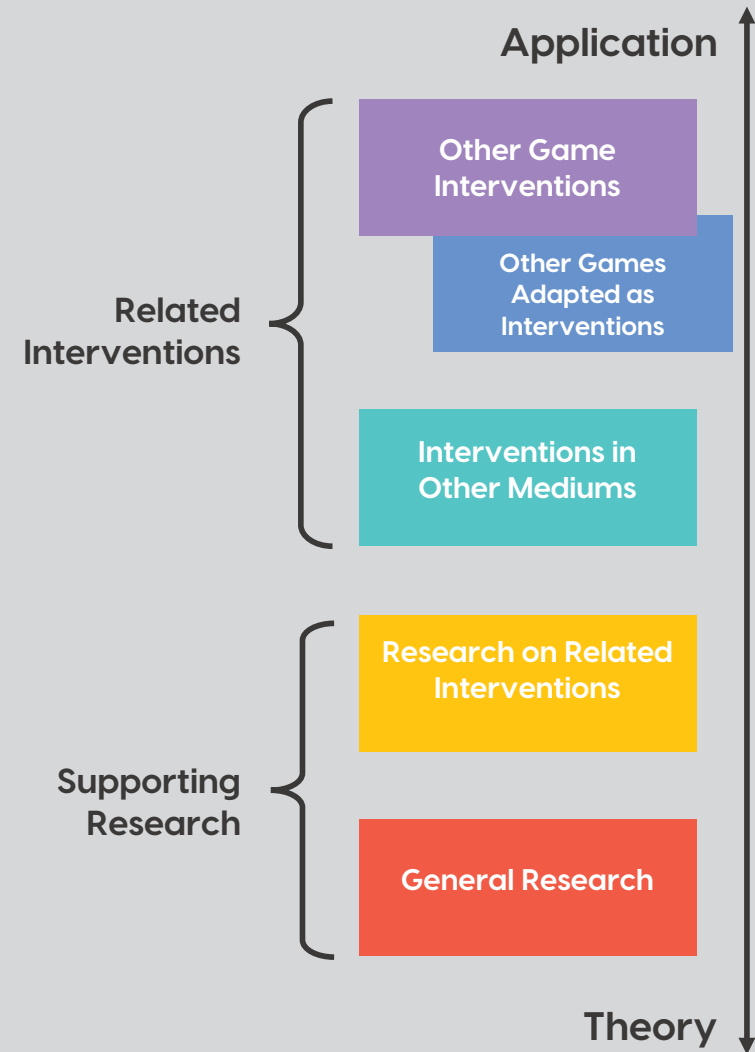 Application
Other Game
Interventions
Other Games
Adapted as
Interventions
Related
Interventions
Interventions in
Other Mediums
Research on Related
Interventions
Supporting
Research
General Research
Theory